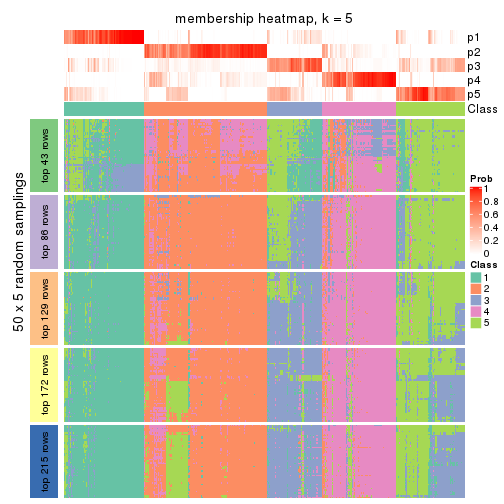 membership heatmap, k = 5
p1
p2
p3
p4
p5
Class
50 x 5 random samplings
top 43 rows
top 86 rows
top 129 rows
top 172 rows
top 215 rows
Prob
1
0.8
0.6
0.4
0.2
0
Class
1
2
3
4
5